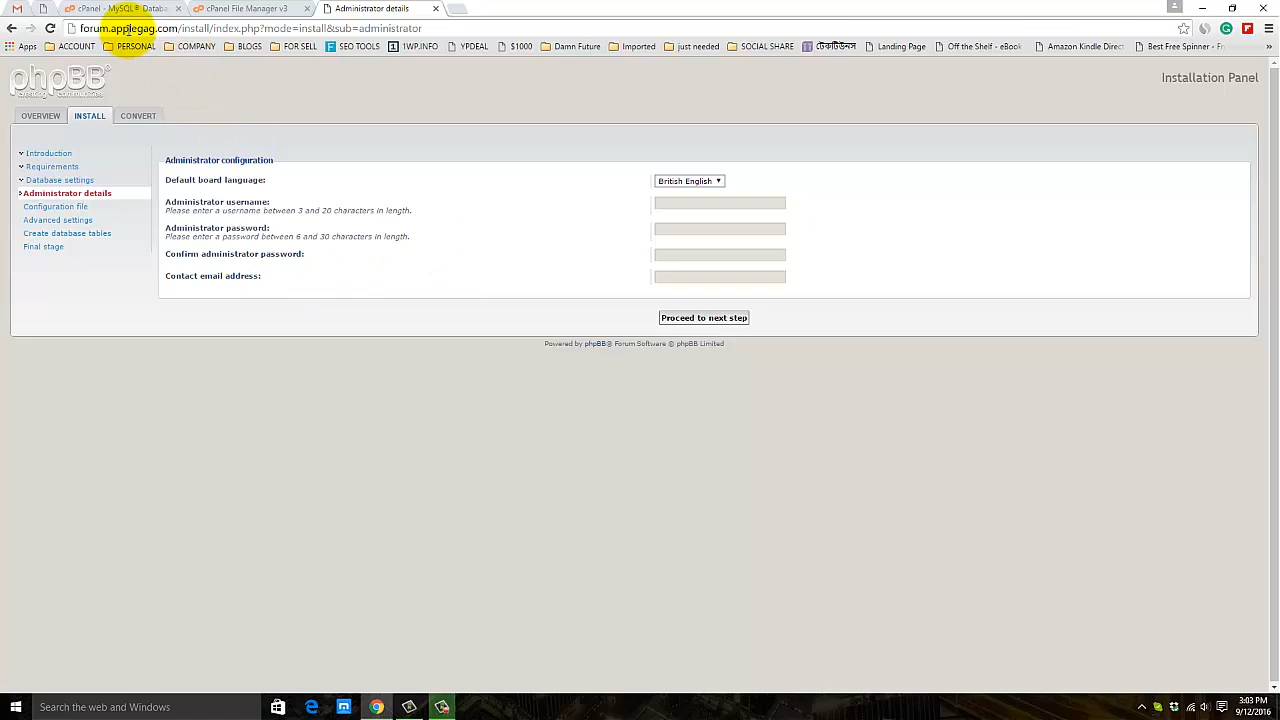 cPanel - MySQL® Databa
cPanel File Manager v3
Administrator details
forum.applegag.com/install/index.php?mode=install&sub=administrator
Apps ACCOUNT PERSONAL COMPANY BLOGS FOR SELL SEO TOOLS 1WP.INFO YPDEAL $1000 Damn Future Imported just needed SOCIAL SHARE টেকটিউনস Landing Page Off the Shelf - eBook Amazon Kindle Direct Best Free Spinner - Fr »
phpBB®
Installation Panel
OVERVIEW INSTALL CONVERT
Introduction
Requirements
Database settings
Administrator details
Configuration file
Advanced settings
Create database tables
Final stage
Administrator configuration
Default board language: British English
Administrator username:
Please enter a username between 3 and 20 characters in length.
Administrator password:
Please enter a password between 6 and 30 characters in length.
Confirm administrator password:
Contact email address:
Proceed to next step
Powered by phpBB® Forum Software © phpBB Limited
Search the web and Windows
3:03 PM
9/12/2016